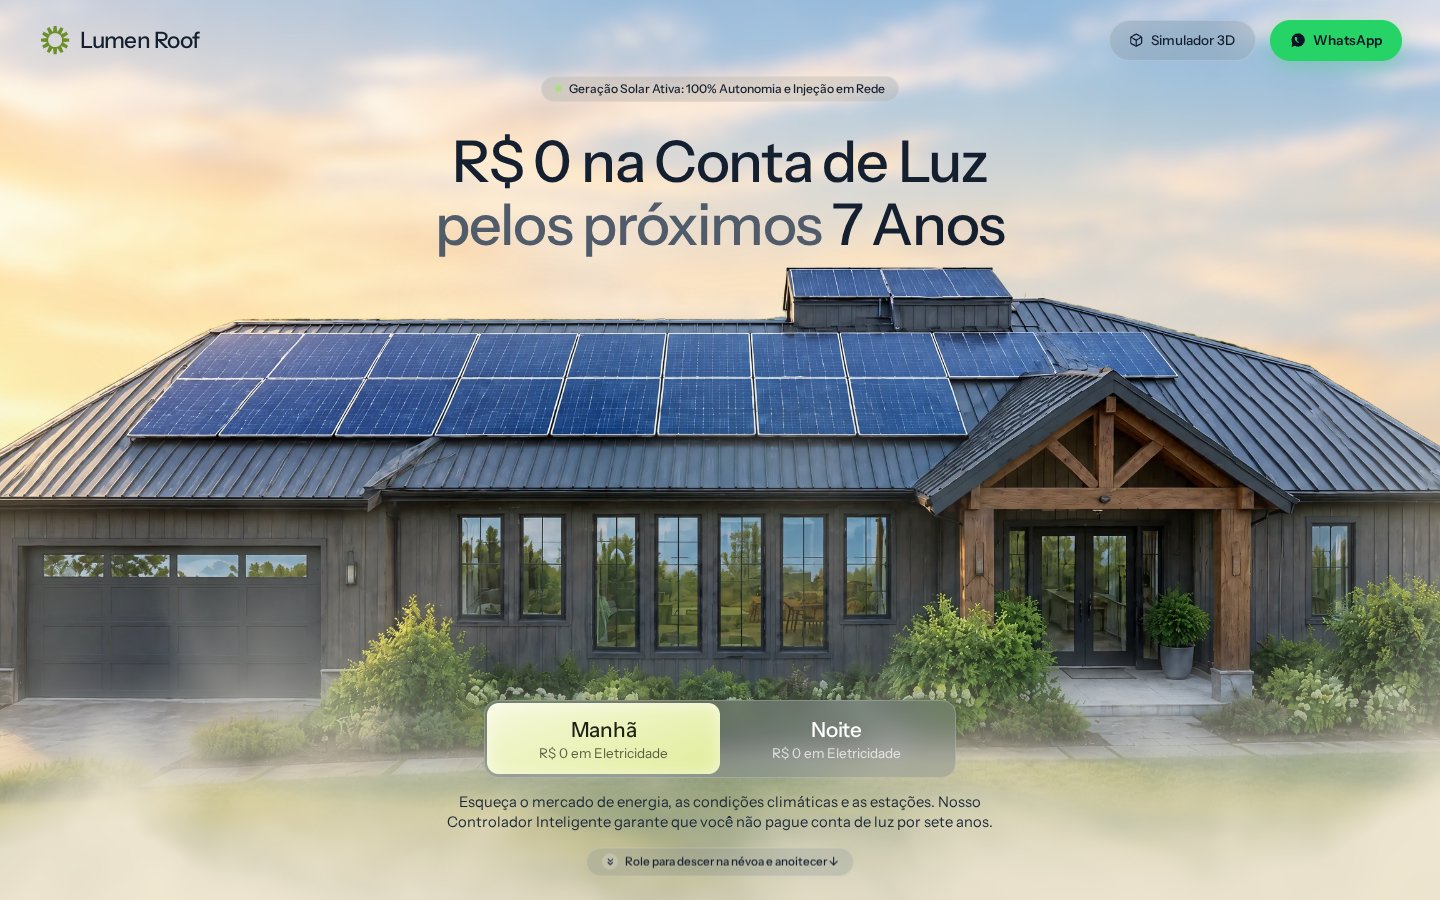 Lumen Roof
Simulador 3D
WhatsApp
Geração Solar Ativa: 100% Autonomia e Injeção em Rede
R$ 0 na Conta de Luz
pelos próximos 7 Anos
Manhã
R$ 0 em Eletricidade
Noite
R$ 0 em Eletricidade
Esqueça o mercado de energia, as condições climáticas e as estações. Nosso
Controlador Inteligente garante que você não pague conta de luz por sete anos.
Role para descer na névoa e anoitecer ↓